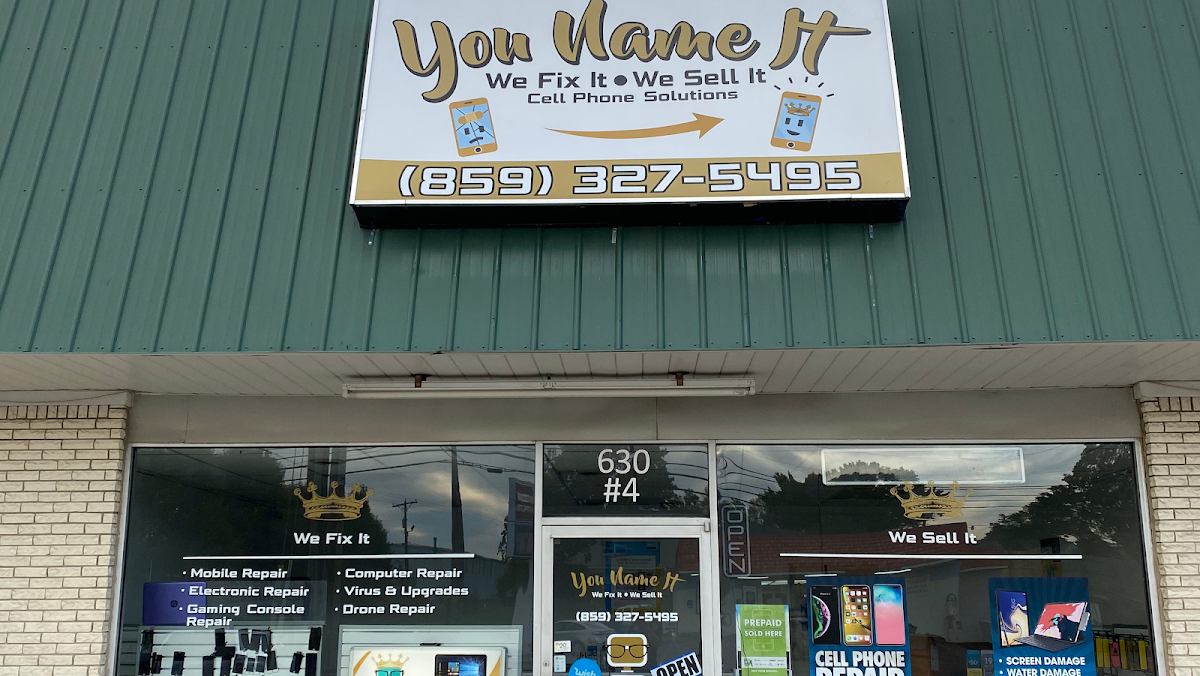 You Name It
We Fix It • We Sell It
Cell Phone Solutions
(859) 327-5495
630
#4
We Fix It
• Mobile Repair
• Electronic Repair
• Gaming Console
Repair
• Computer Repair
• Virus & Upgrades
• Drone Repair
OPEN
You Name It
We Fix It • We Sell It
(859) 327-5495
wish
OPEN
We Sell It
PREPAID
SOLD HERE
CELL PHONE
REPAIR
• SCREEN DAMAGE
• WATER DAMAGE